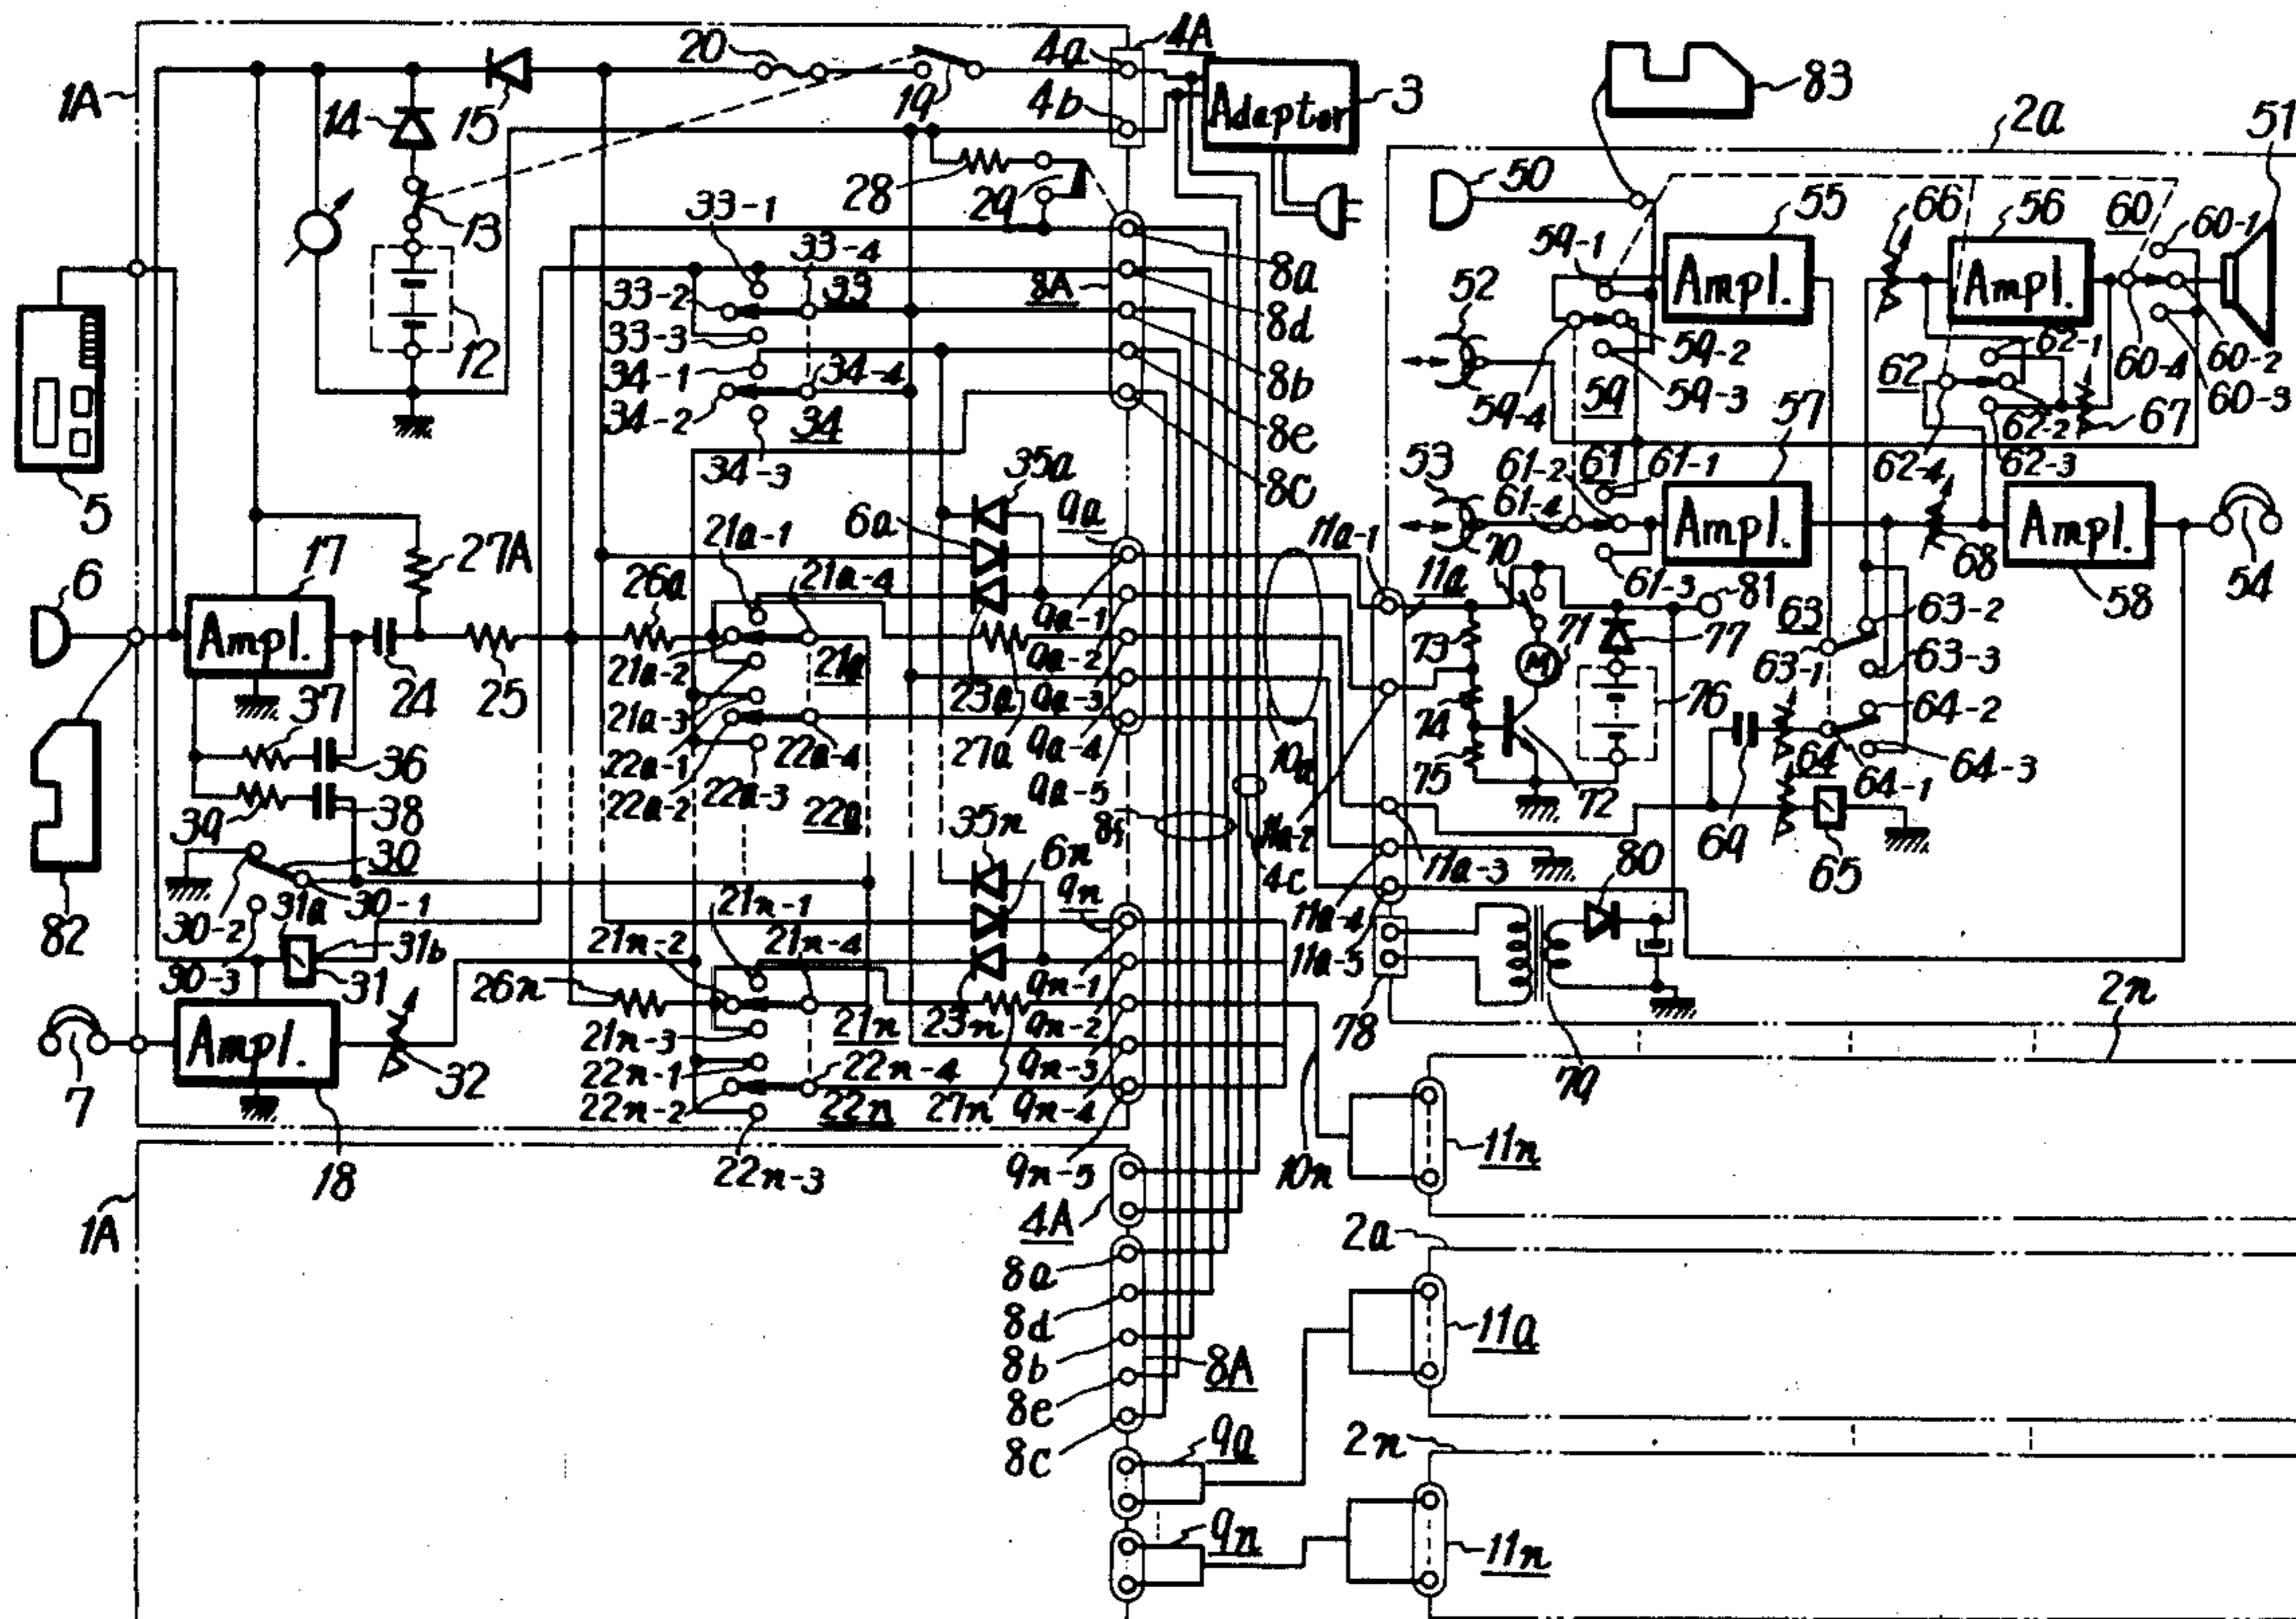 1A
20
4a
4A
3
83
2a
51
14
15
19
4b
Adaptor
50
55
66
56
60
60-1
13
28
29
33-1
33-4
59-1
Ampl.
Ampl.
8a
33-2
33
8A
8d
52
12
33-3
59-2
62-1
60-4
60-2
34-1
34-4
8b
62
59-4
59
59-3
57
62-2
67
60-3
34-2
34
8e
5
34-3
8c
53
61-2
61
61-1
62-4
62-3
35a
6a
9a
61-4
6
17
27A
21a-1
11a-1
70
Ampl.
68
Ampl.
54
26a
21a-4
9a-1
11a
61-3
81
58
Ampl.
9a-2
73
71
77
63
63-2
21a-2
21a
M
63-1
63-3
37
24
25
21a-3
23a
9a-3
74
76
64-2
22a-1
22a-4
27a
9a-4
10a
36
22a-2
22a-3
9a-5
75
72
69
64
64-1
64-3
39
38
22a
35n
8f
11a-2
80
65
30
6n
9n
4c
11a-3
82
30-2
31a
30-1
21n-1
11a-4
31b
21n-2
21n-4
9n-1
11a-5
30-3
31
26n
9n-2
2n
Ampl.
21n-3
21n
23n
78
7
32
22n-1
22n-4
9n-3
79
22n-2
22n
27n
9n-4
18
22n-3
9n-5
10n
11n
1A
4A
2a
8a
11a
8d
8b
8A
8e
8c
9a
2n
9n
11n